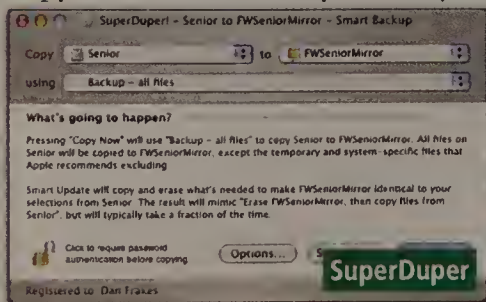 SuperDuper! - Senior to FWSeniorMirror - Smart Backup
Copy Senior to FWSeniorMirror
using Backup - all files
What's going to happen?
Pressing "Copy Now" will use "Backup - all files" to copy Senior to FWSeniorMirror. All files on
Senior will be copied to FWSeniorMirror, except the temporary and system-specific files that
Apple recommends excluding
Smart Update will copy and erase what's needed to make FWSeniorMirror identical to your
selections from Senior. The result will mimic "Erase FWSeniorMirror, then copy files from
Senior", but will typically take a fraction of the time.
Click to require password
authentication before copying
Options...
S
SuperDuper
Registered to: Dan Frakes